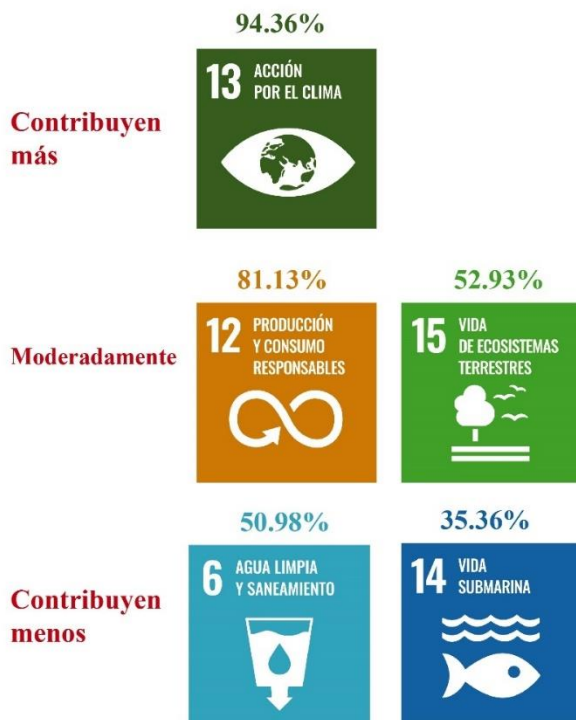 94.36%
Contribuyen
más
13 ACCIÓN
POR EL CLIMA
Moderadamente
81.13%
12 PRODUCCIÓN
Y CONSUMO
RESPONSABLES
52.93%
15 VIDA
DE ECOSISTEMAS
TERRESTRES
Contribuyen
menos
50.98%
6 AGUA LIMPIA
Y SANEAMIENTO
35.36%
14 VIDA
SUBMARINA